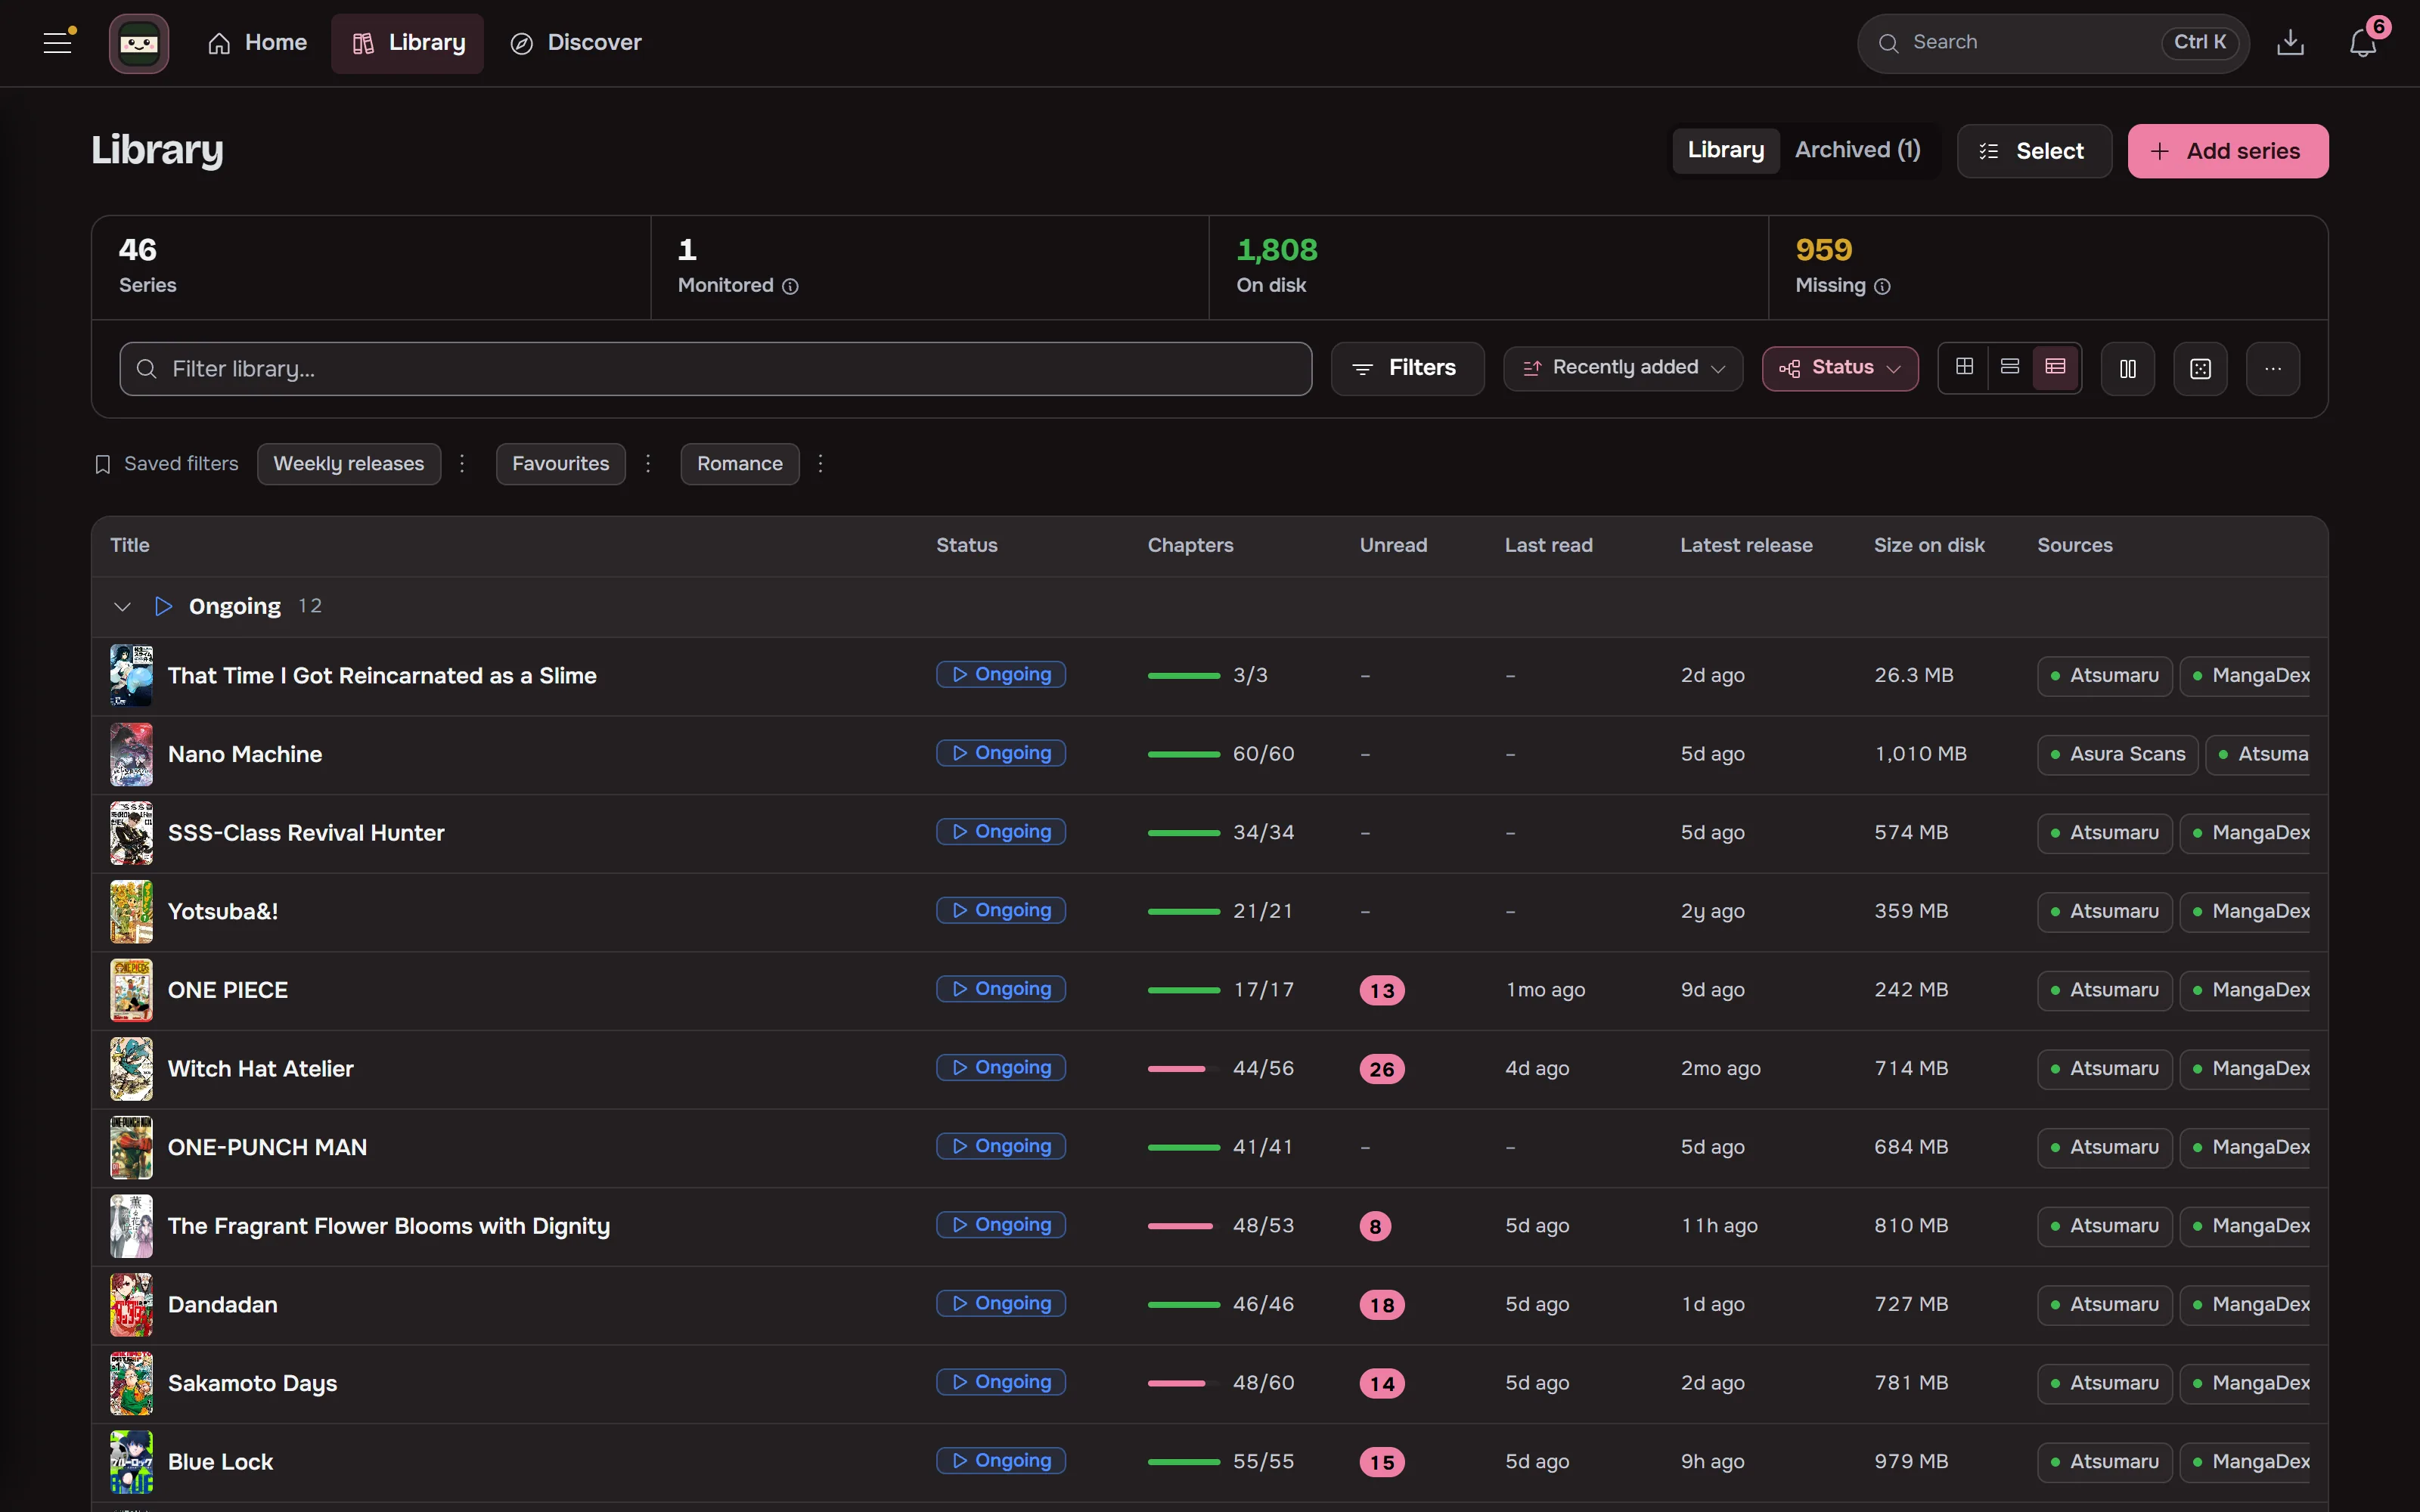 Home Library Discover Search Ctrl K 6
Library Library Archived (1) Select Add series
46 1 1,808 959
Series Monitored On disk Missing
Filter library... Filters Recently added Status
Saved filters Weekly releases Favourites Romance
Title Status Chapters Unread Last read Latest release Size on disk Sources
Ongoing 12
That Time I Got Reincarnated as a Slime Ongoing 3/3 – – 2d ago 26.3 MB Atsumaru MangaDex
Nano Machine Ongoing 60/60 – – 5d ago 1,010 MB Asura Scans Atsuma
SSS-Class Revival Hunter Ongoing 34/34 – – 5d ago 574 MB Atsumaru MangaDex
Yotsuba&! Ongoing 21/21 – – 2y ago 359 MB Atsumaru MangaDex
ONE PIECE Ongoing 17/17 13 1mo ago 9d ago 242 MB Atsumaru MangaDex
Witch Hat Atelier Ongoing 44/56 26 4d ago 2mo ago 714 MB Atsumaru MangaDex
ONE-PUNCH MAN Ongoing 41/41 – – 5d ago 684 MB Atsumaru MangaDex
The Fragrant Flower Blooms with Dignity Ongoing 48/53 8 5d ago 11h ago 810 MB Atsumaru MangaDex
Dandadan Ongoing 46/46 18 5d ago 1d ago 727 MB Atsumaru MangaDex
Sakamoto Days Ongoing 48/60 14 5d ago 2d ago 781 MB Atsumaru MangaDex
Blue Lock Ongoing 55/55 15 5d ago 9h ago 979 MB Atsumaru MangaDex